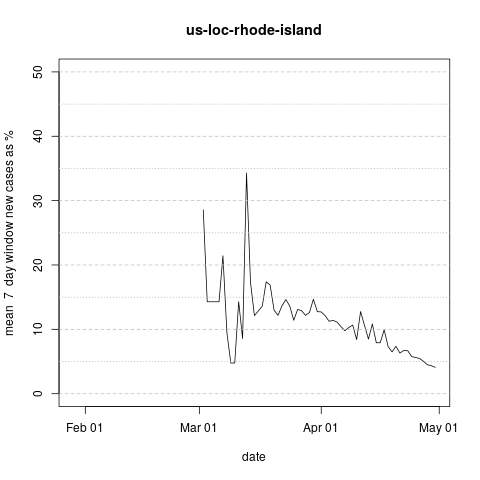 us-loc-rhode-island
mean  7  day window new cases as %
50
40
30
20
10
0
Feb 01
Mar 01
Apr 01
May 01
date